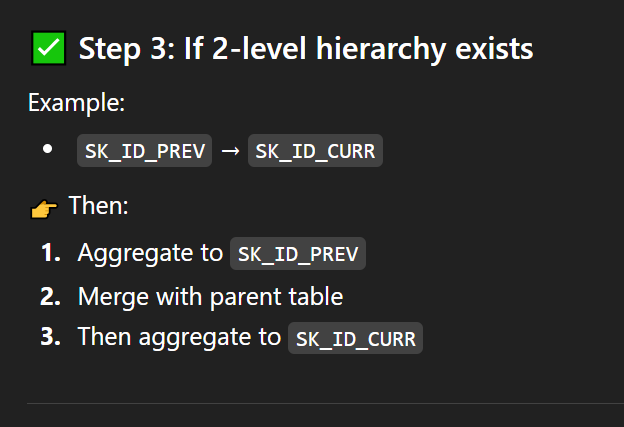 ✅ Step 3: If 2-level hierarchy exists
Example:
• SK_ID_PREV → SK_ID_CURR
👉 Then:
1. Aggregate to SK_ID_PREV
2. Merge with parent table
3. Then aggregate to SK_ID_CURR